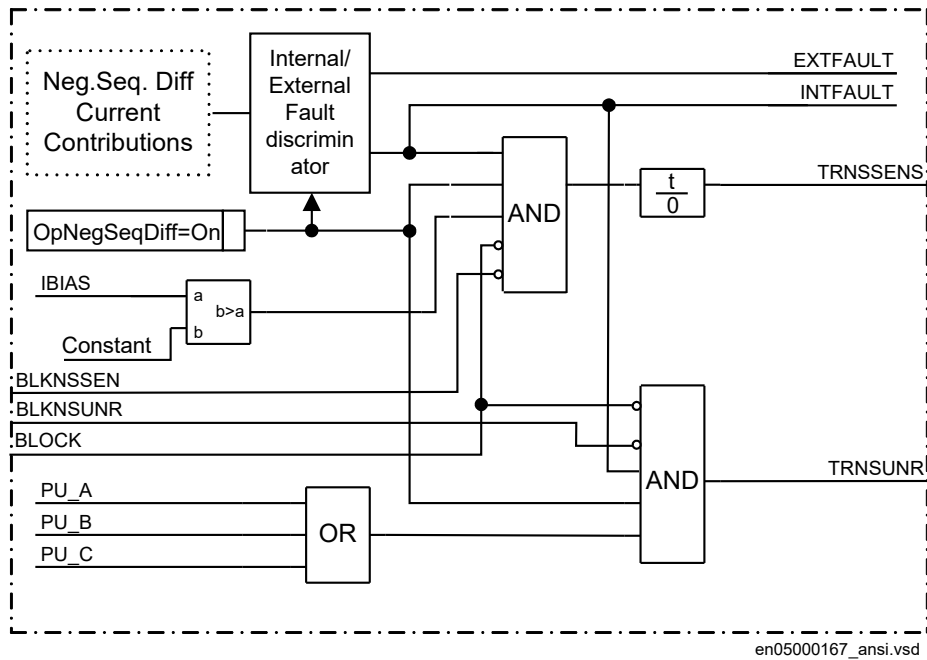 Neg.Seq. Diff
Current
Contributions
Internal/
External
Fault
discrimin
ator
EXTFAULT
INTFAULT
TRNSSENS
t
0
AND
OpNegSeqDiff=On
IBIAS
a
b>a
b
Constant
BLKNSSEN
BLKNSUNR
BLOCK
PU_A
PU_B
PU_C
OR
AND
TRNSUNR
en05000167_ansi.vsd